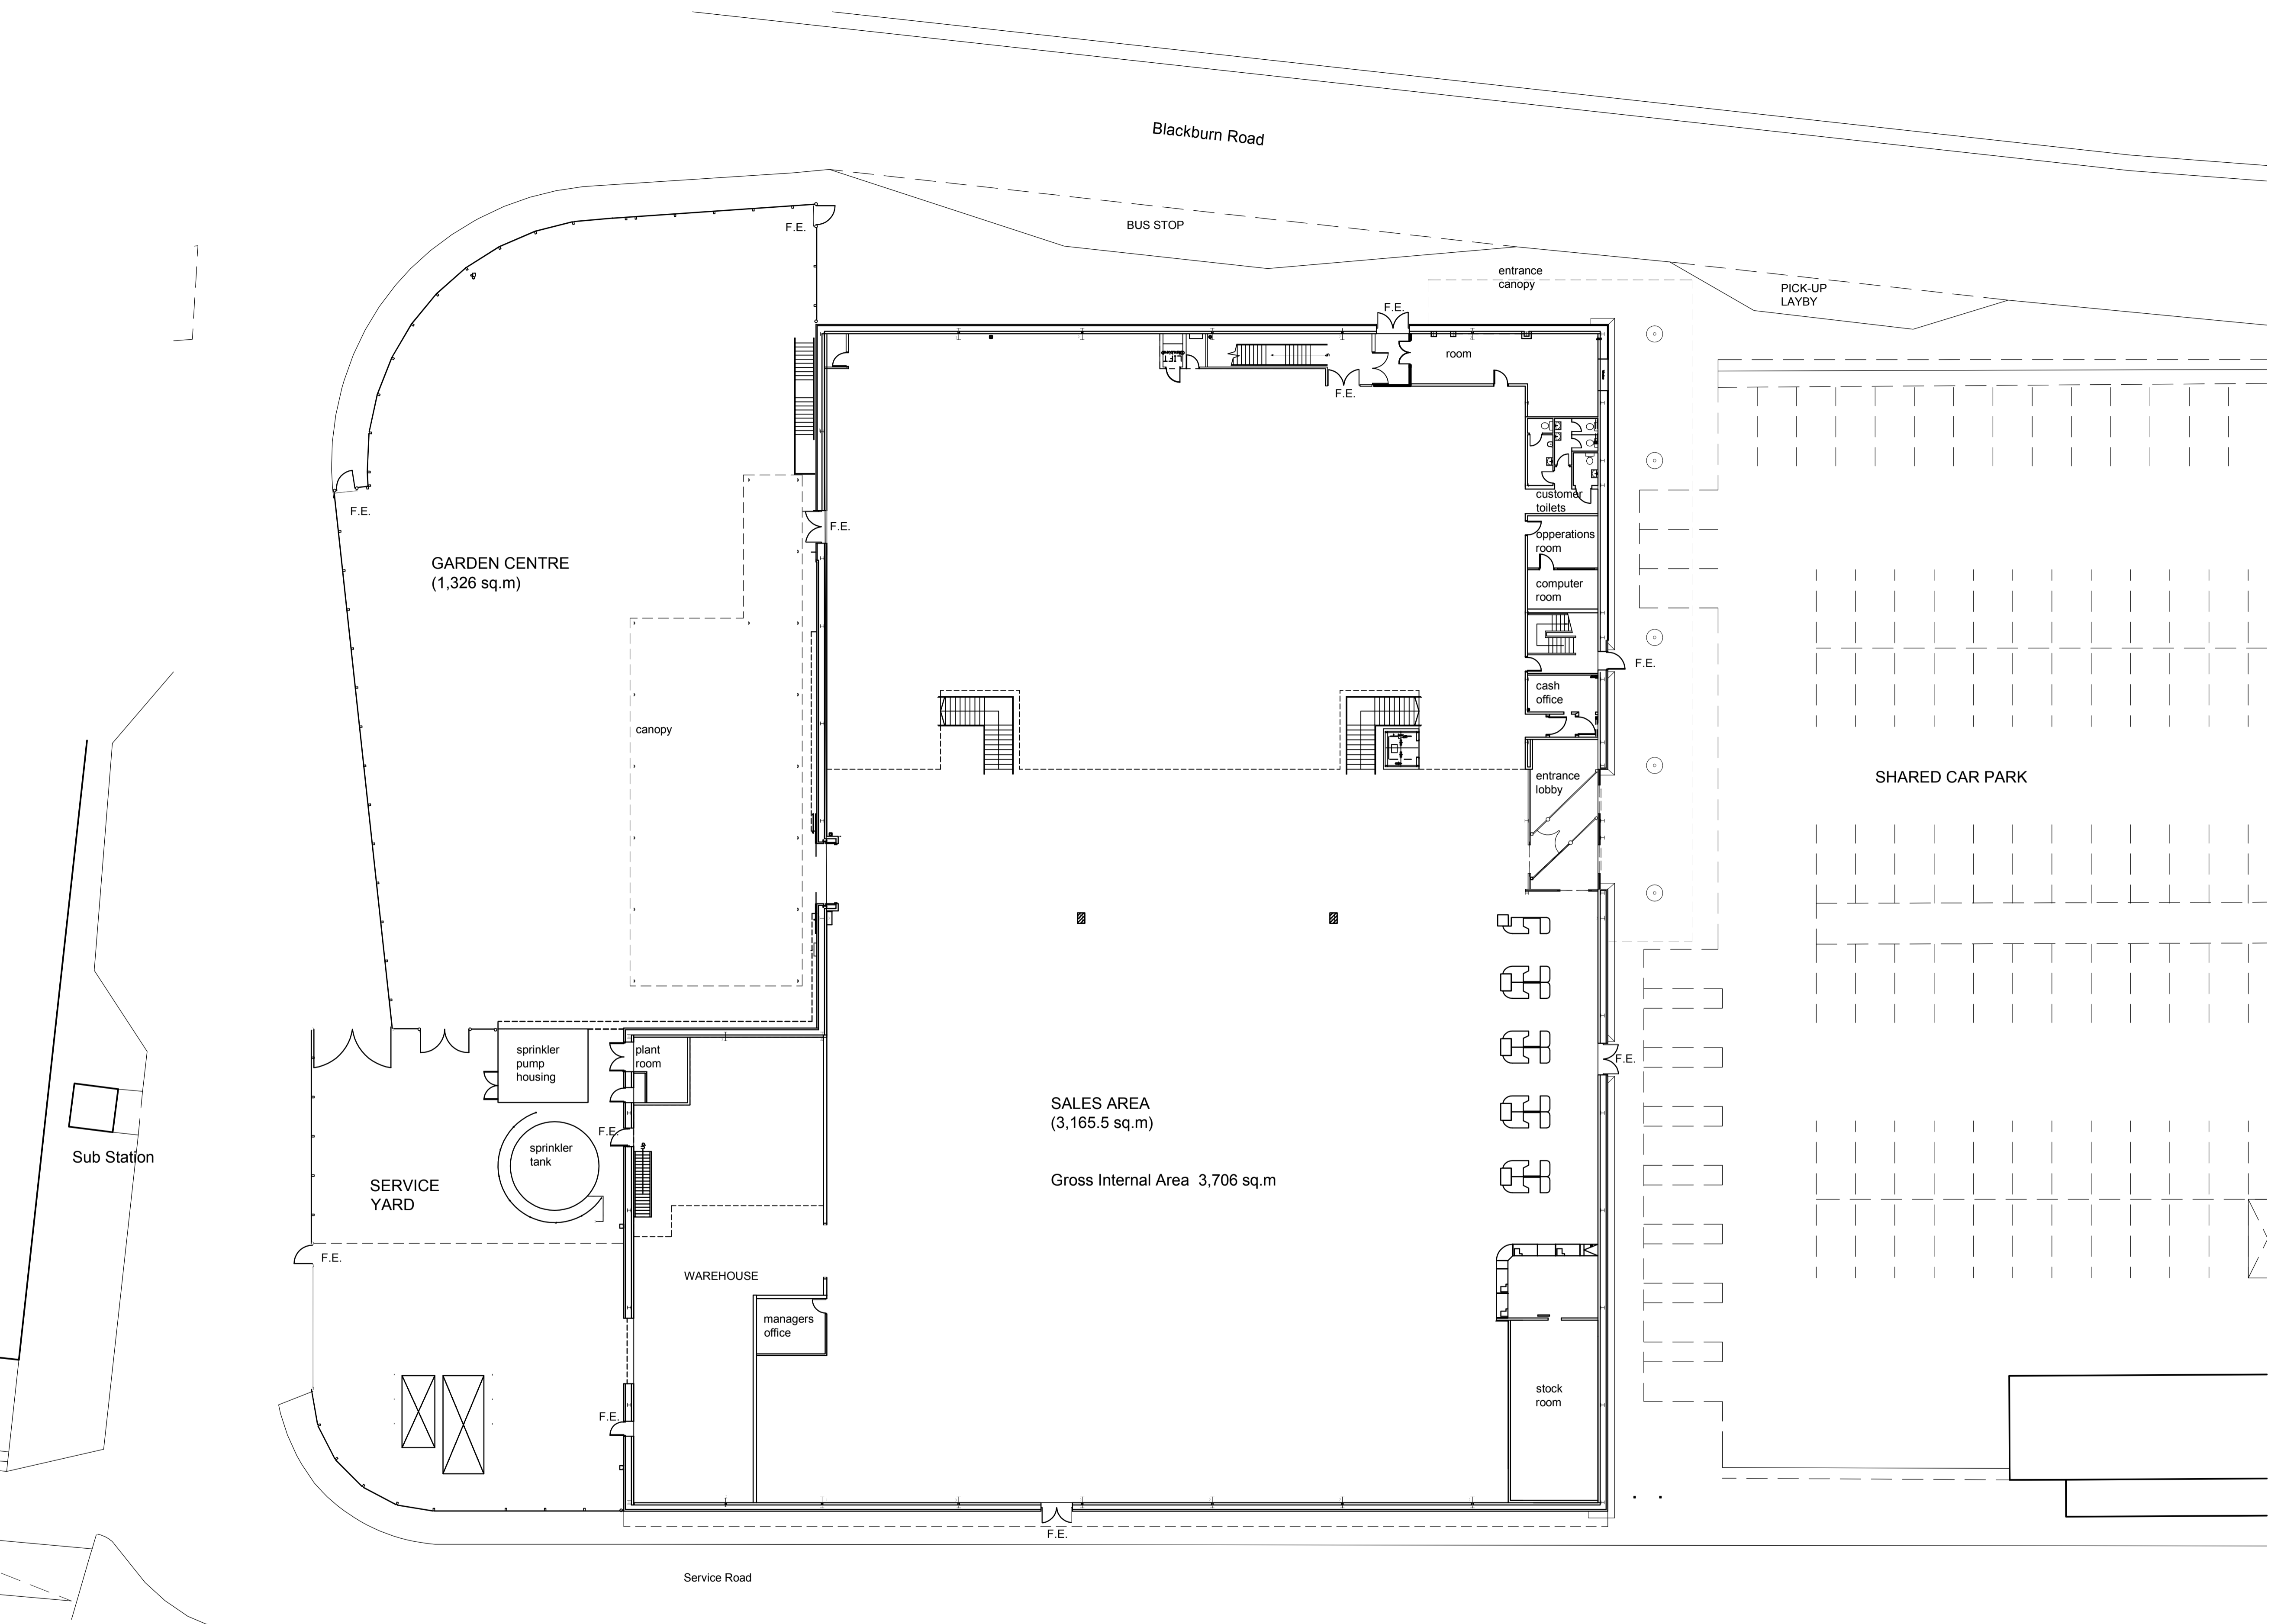 Blackburn Road
BUS STOP
F.E.
entrance
canopy
PICK-UP
LAYBY
F.E.
LIFT
room
F.E.
customer
toilets
F.E.
F.E.
opperations
room
GARDEN CENTRE
(1,326 sq.m)
computer
room
F.E.
cash
office
canopy
entrance
lobby
SHARED CAR PARK
sprinkler
pump
housing
plant
room
F.E.
SALES AREA
(3,165.5 sq.m)
F.E.
sprinkler
tank
Sub Station
SERVICE
YARD
Gross Internal Area  3,706 sq.m
F.E.
WAREHOUSE
managers
office
stock
room
F.E.
F.E.
Service Road